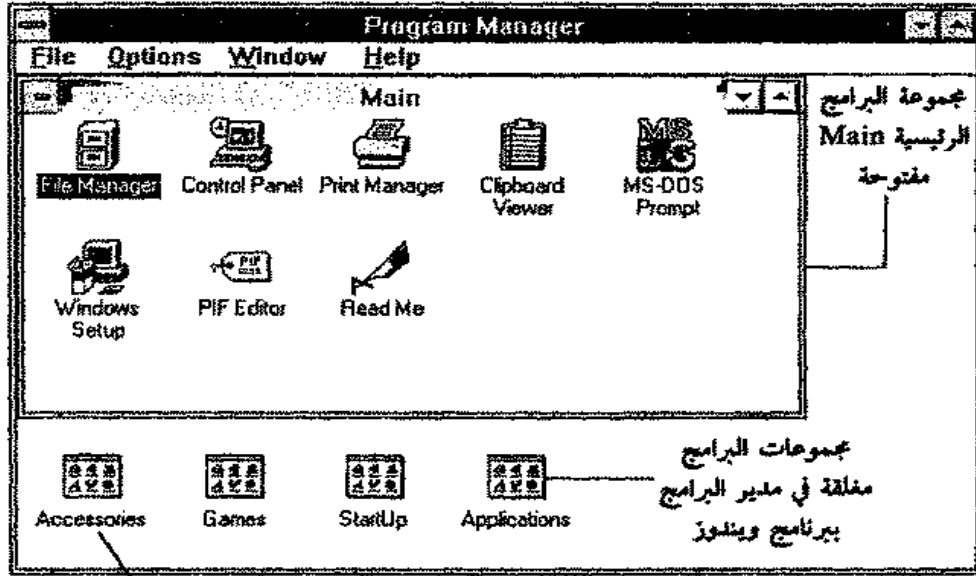 Program Manager
File Options Window Help
Main
File Manager Control Panel Print Manager Clipboard Viewer MS-DOS Prompt
Windows Setup PIF Editor Read Me
مجموعة البرامج
الرئيسية Main
مفتوحة
Accessories Games StartUp Applications
مجموعات البرامج
مغلقة في مدير البرامج
ببرنامج ويندوز